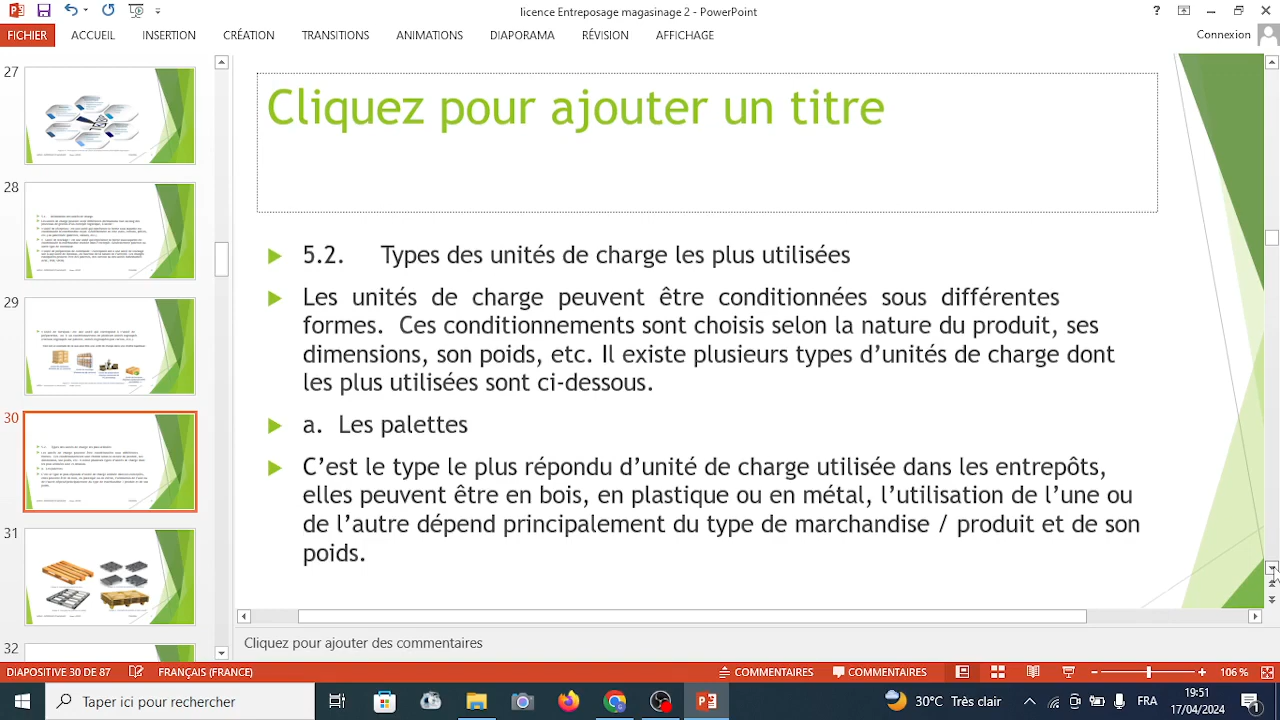 licence Entreposage magasinage 2 - PowerPoint
?
FICHIER ACCUEIL INSERTION CRÉATION TRANSITIONS ANIMATIONS DIAPORAMA RÉVISION AFFICHAGE Connexion
27
28
29
30
31
32
Cliquez pour ajouter un titre
5.2. Types des unités de charge les plus utilisées
Les unités de charge peuvent être conditionnées sous différentes
formes. Ces conditionnements sont choisis selon la nature du produit, ses
dimensions, son poids, etc. Il existe plusieurs types d’unités de charge dont
les plus utilisées sont ci-dessous.
a. Les palettes
C’est le type le plus répondu d’unité de charge utilisée dans les entrepôts,
elles peuvent être en bois, en plastique ou en métal, l’utilisation de l’une ou
de l’autre dépend principalement du type de marchandise / produit et de son
poids.
Cliquez pour ajouter des commentaires
DIAPOSITIVE 30 DE 87 FRANÇAIS (FRANCE) COMMENTAIRES COMMENTAIRES 106 %
Taper ici pour rechercher
30°C Très clair
FRA
19:51
17/04/2024